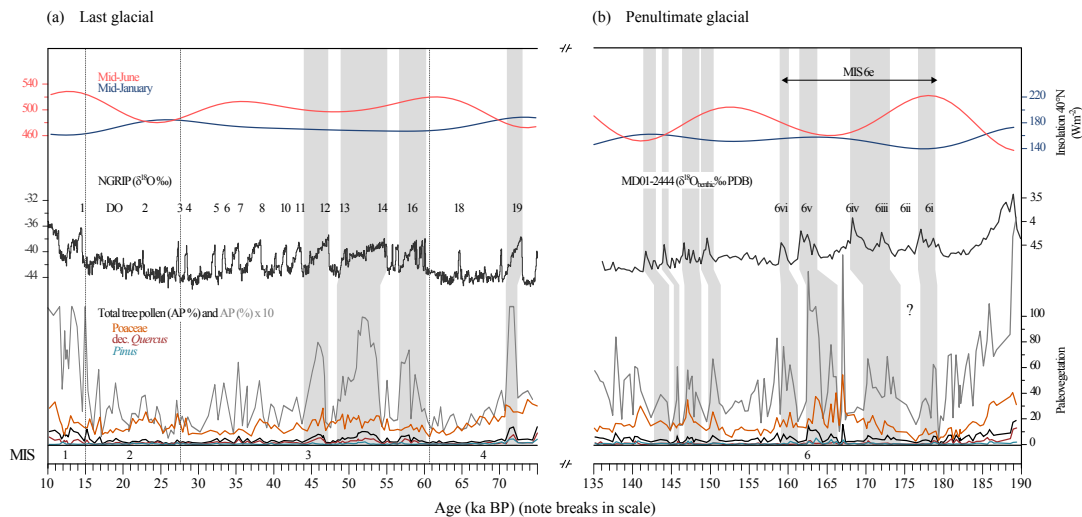 (a) Last glacial
(b) Penultimate glacial
Mid-June
Mid-January
540
500
460
MIS 6e
220
180
140
Insolation 40°N
(Wm⁻²)
NGRIP (δ¹⁸O ‰)
MD01-2444 (δ¹⁸Obenthic‰ PDB)
-32
-36
-40
-44
1 DO 2 3 4 5 6 7 8 10 11 12 13 14 16 18 19
6vi 6v 6iv 6iii 6ii 6i
3.5
4
4.5
Total tree pollen (AP %) and AP (%) x 10
Poaceae
dec. Quercus
Pinus
?
100
80
60
40
20
0
Paleovegetation
MIS 1 2 3 4 6
10 15 20 25 30 35 40 45 50 55 60 65 70 135 140 145 150 155 160 165 170 175 180 185 190
Age (ka BP) (note breaks in scale)